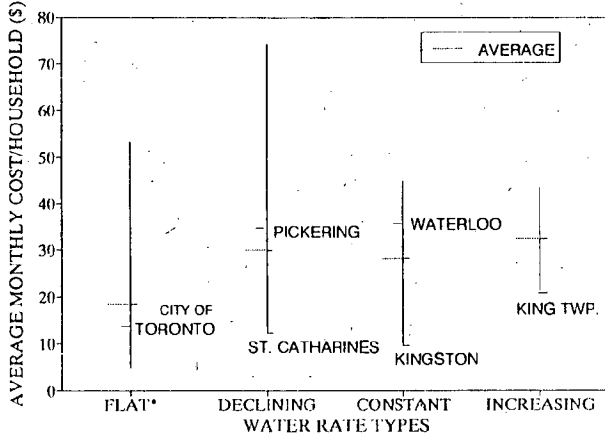 AVERAGE MONTHLY COST/HOUSEHOLD ($)
80
70
60
50
40
30
20
10
0
AVERAGE
CITY OF
TORONTO
PICKERING
ST. CATHARINES
WATERLOO
KINGSTON
KING TWP.
FLAT*
DECLINING
CONSTANT
INCREASING
WATER RATE TYPES